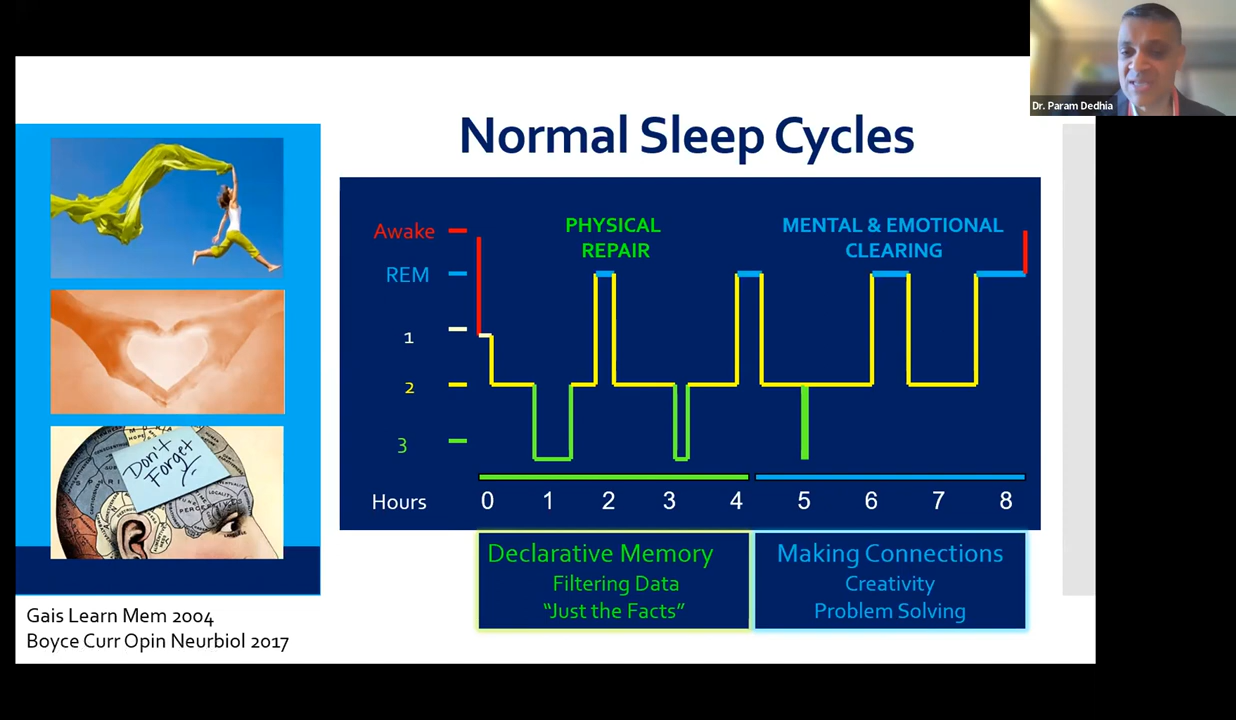 Dr. Param Dedhia
Normal Sleep Cycles
Awake
REM
1
2
3
PHYSICAL
REPAIR
MENTAL & EMOTIONAL
CLEARING
Hours 0 1 2 3 4 5 6 7 8
Declarative Memory
Filtering Data
“Just the Facts”
Making Connections
Creativity
Problem Solving
Don't
Forget
Gais Learn Mem 2004
Boyce Curr Opin Neurbiol 2017